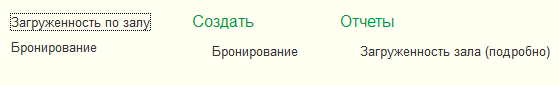 Загруженность по залу
Бронирование
Создать
Бронирование
Отчеты
Загруженность зала (подробно)